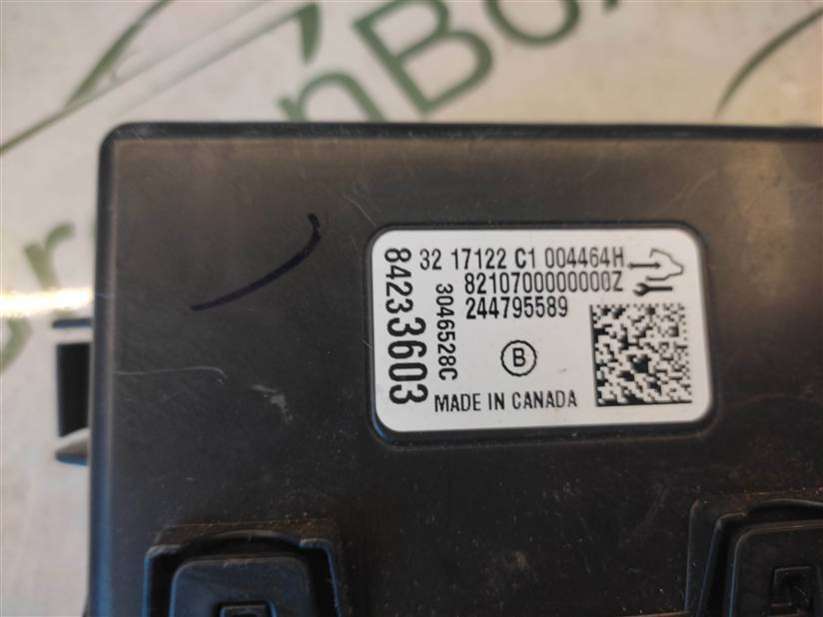 32 17122 C1 004464H
8210700000000Z
244795589
84233603
3046528C
B
MADE IN CANADA